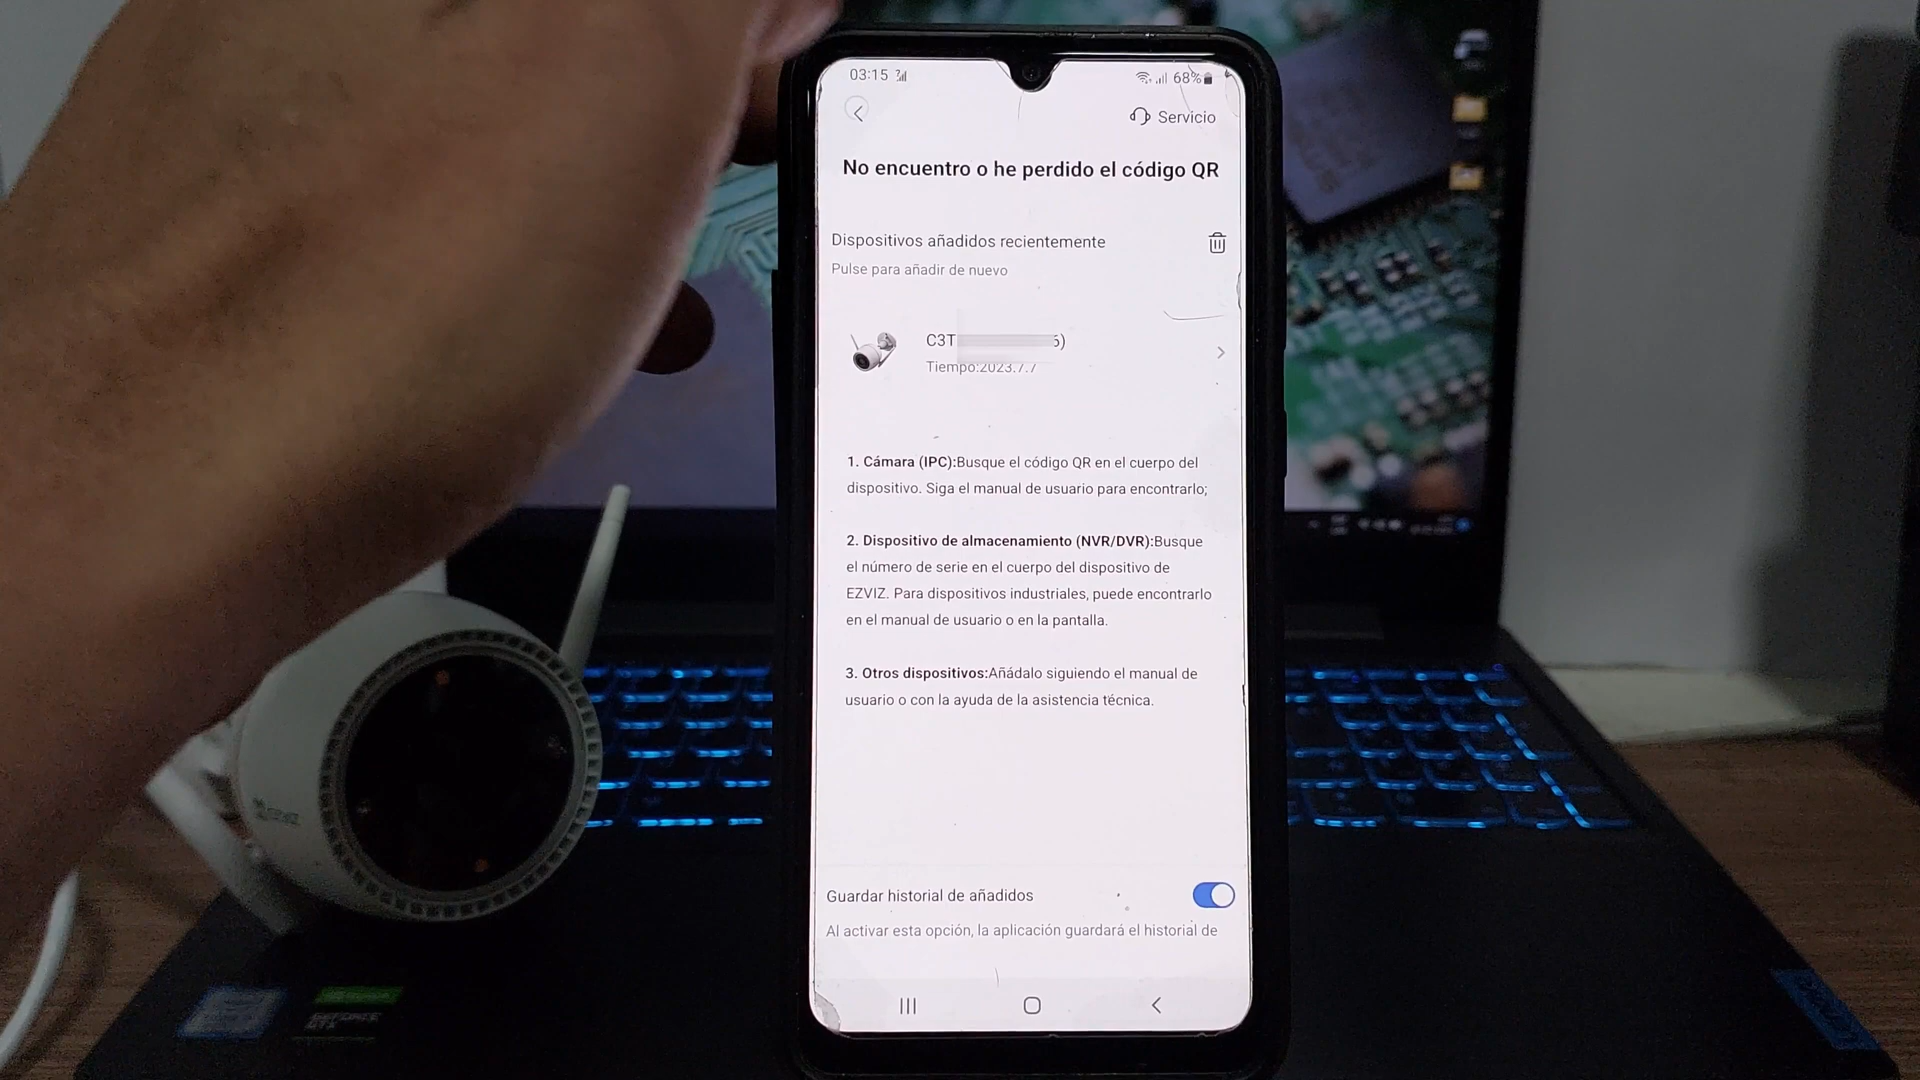 03:15
68%
Servicio
No encuentro o he perdido el código QR
Dispositivos añadidos recientemente
Pulse para añadir de nuevo
C3T 6)
Tiempo:2023.7.7
1. Cámara (IPC):Busque el código QR en el cuerpo del
dispositivo. Siga el manual de usuario para encontrarlo;
2. Dispositivo de almacenamiento (NVR/DVR):Busque
el número de serie en el cuerpo del dispositivo de
EZVIZ. Para dispositivos industriales, puede encontrarlo
en el manual de usuario o en la pantalla.
3. Otros dispositivos:Añádalo siguiendo el manual de
usuario o con la ayuda de la asistencia técnica.
Guardar historial de añadidos
Al activar esta opción, la aplicación guardará el historial de